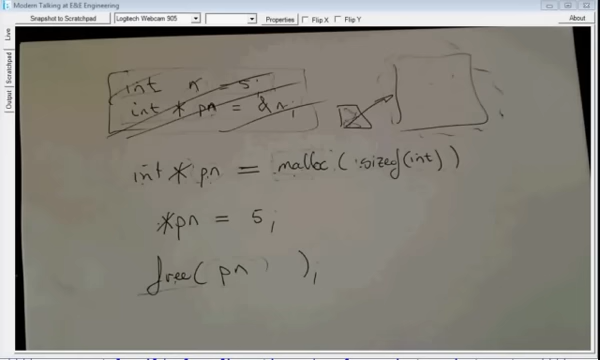 Modern Talking at E&E Engineering
Snapshot to Scratchpad
Logitech Webcam 905
Properties
Flip X
Flip Y
About
Live
Scratchpad
Output
int n = 5;
int * pn = &n;
int * pn = malloc(sizeof(int))
*pn = 5;
free(pn);